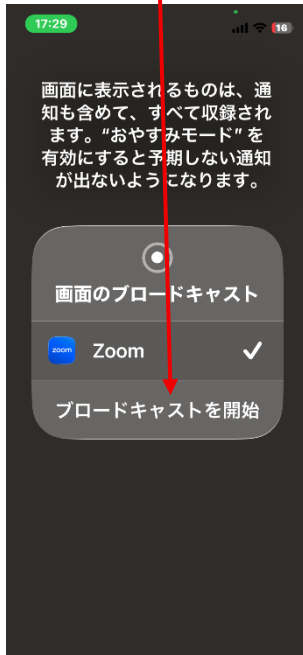 17:29
16
画面に表示されるものは、通
知も含めて、すべて収録され
ます。“おやすみモード”を
有効にすると予期しない通知
が出ないようになります。
画面のブロードキャスト
zoom Zoom
ブロードキャストを開始